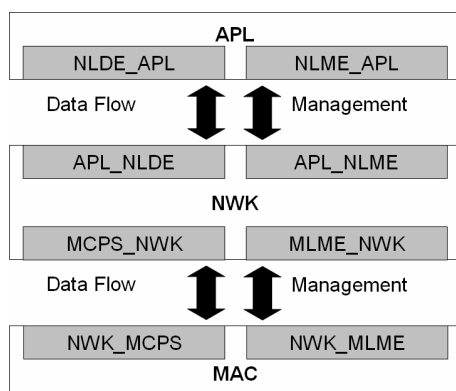 APL
NLDE_APL NLME_APL
Data Flow Management
APL_NLDE APL_NLME
NWK
MCPS_NWK MLME_NWK
Data Flow Management
NWK_MCPS NWK_MLME
MAC